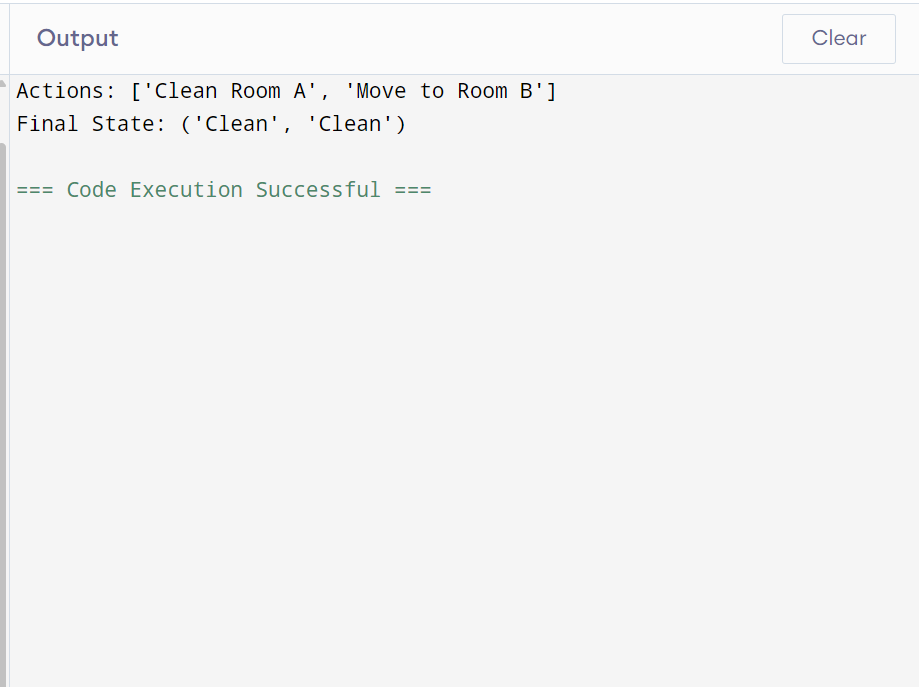 Output
Clear
Actions: ['Clean Room A', 'Move to Room B']
Final State: ('Clean', 'Clean')
=== Code Execution Successful ===